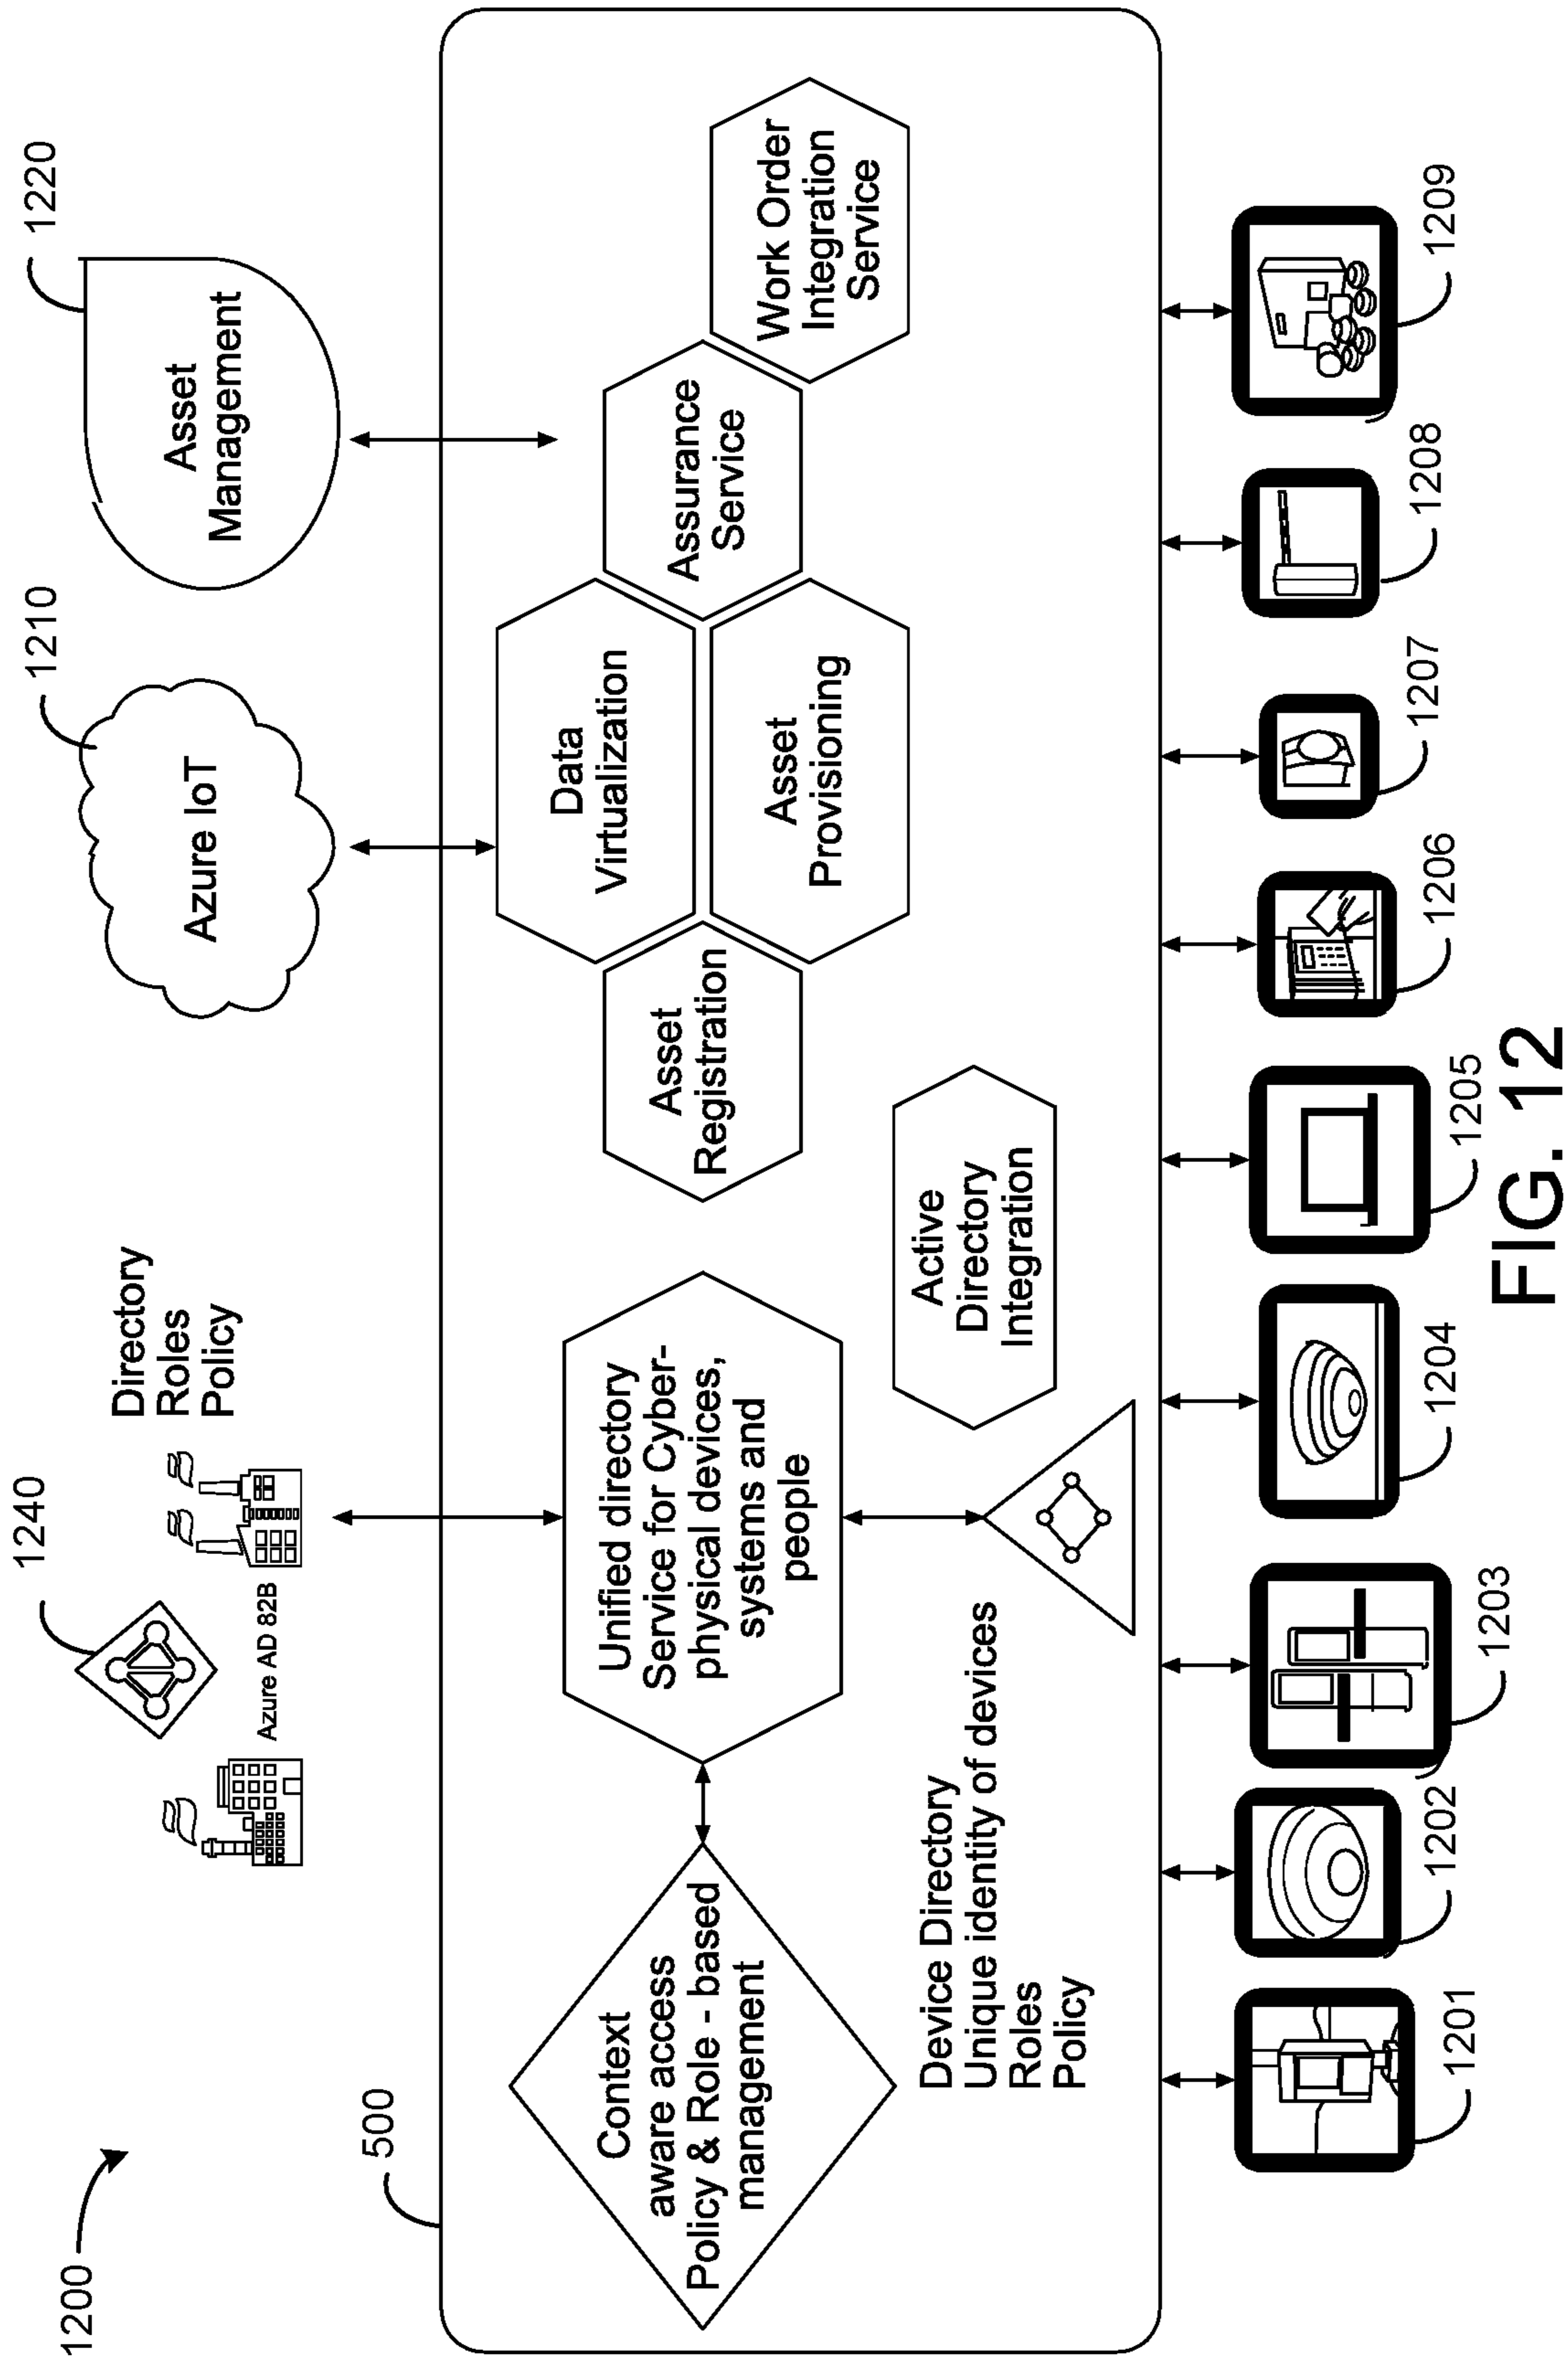 1200
1240
Directory
Roles
Policy
Azure AD 82B
1210
Azure IoT
1220
Asset
Management
500
Context
aware access
Policy & Role - based
management
Unified directory
Service for Cyber-
physical devices,
systems and
people
Asset
Registration
Data
Virtualization
Asset
Provisioning
Assurance
Service
Work Order
Integration
Service
Device Directory
Unique identity of devices
Roles
Policy
Active
Directory
Integration
1201
1202
1203
1204
1205
1206
1207
1208
1209
FIG. 12